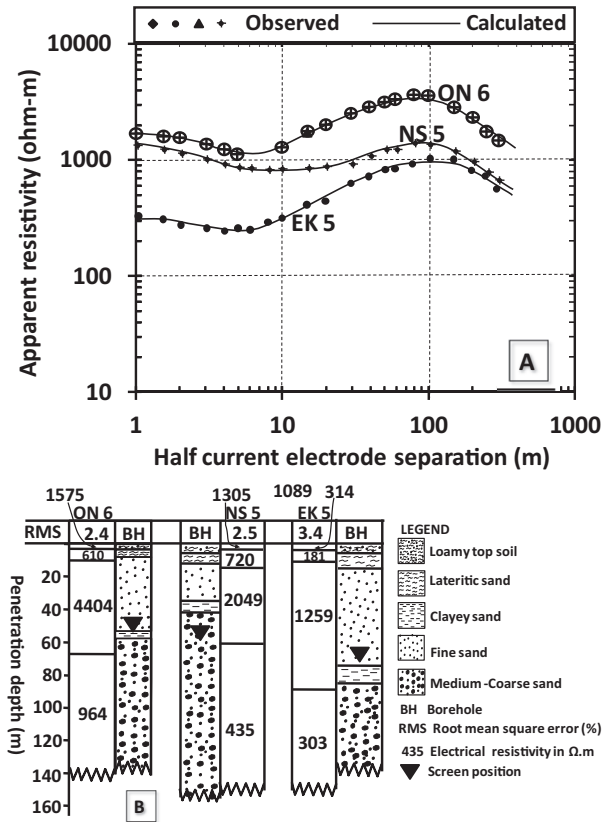 Observed Calculated
10000
1000
100
10
Apparent resistivity (ohm-m)
ON 6
NS 5
EK 5
A
1 10 100 1000
Half current electrode separation (m)
1575 1305 1089 314
ON 6 NS 5 EK 5
RMS 2.4 BH BH 2.5 3.4 BH
610 720 181
4404 2049 1259
964 435 303
20
40
60
80
100
120
140
160
Penetration depth (m)
B
LEGEND
Loamy top soil
Lateritic sand
Clayey sand
Fine sand
Medium-Coarse sand
BH Borehole
RMS Root mean square error (%)
435 Electrical resistivity in Ω.m
Screen position